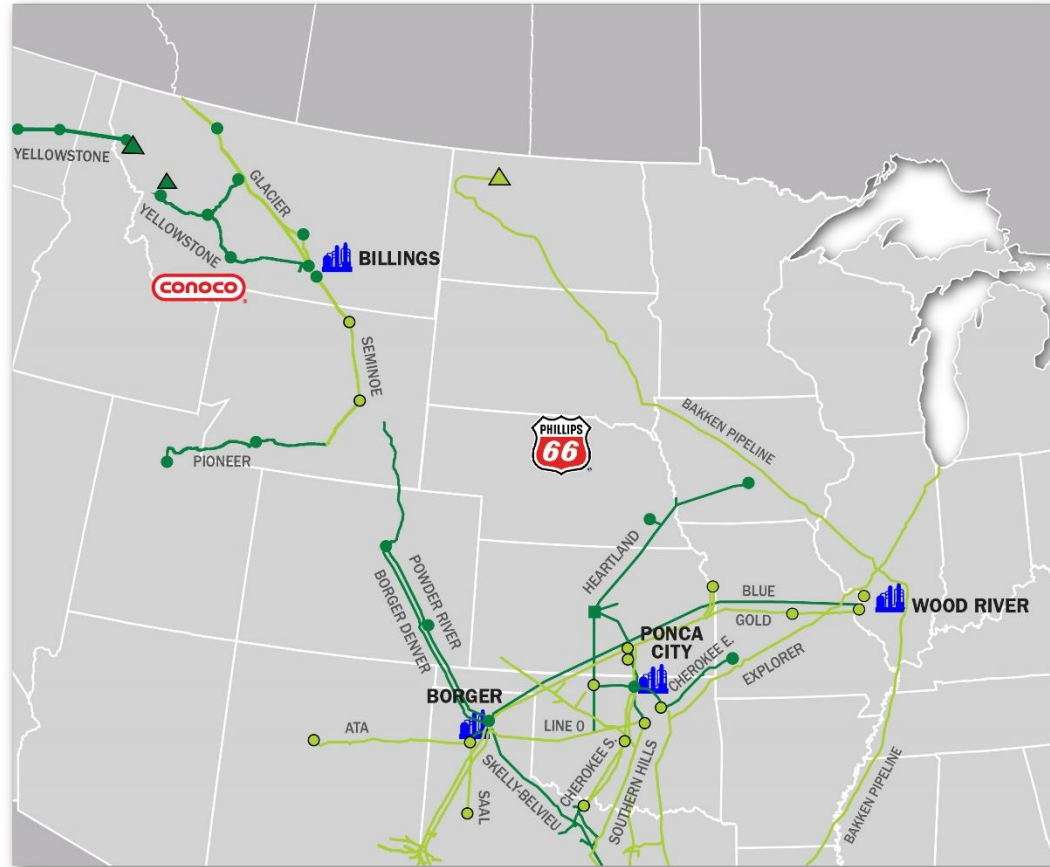 YELLOWSTONE
GLACIER
YELLOWSTONE
BILLINGS
conoco
SEMINOE
PIONEER
PHILLIPS
66
BAKKEN PIPELINE
HEARTLAND
POWDER RIVER
BORGER DENVER
BLUE
WOOD RIVER
GOLD
PONCA
CITY
CHEROKEE E.
EXPLORER
BORGER
ATA
LINE O
CHEROKEE S.
SOUTHERN HILLS
SKELLY-BELVIEU
SAAL
BAKKEN PIPELINE